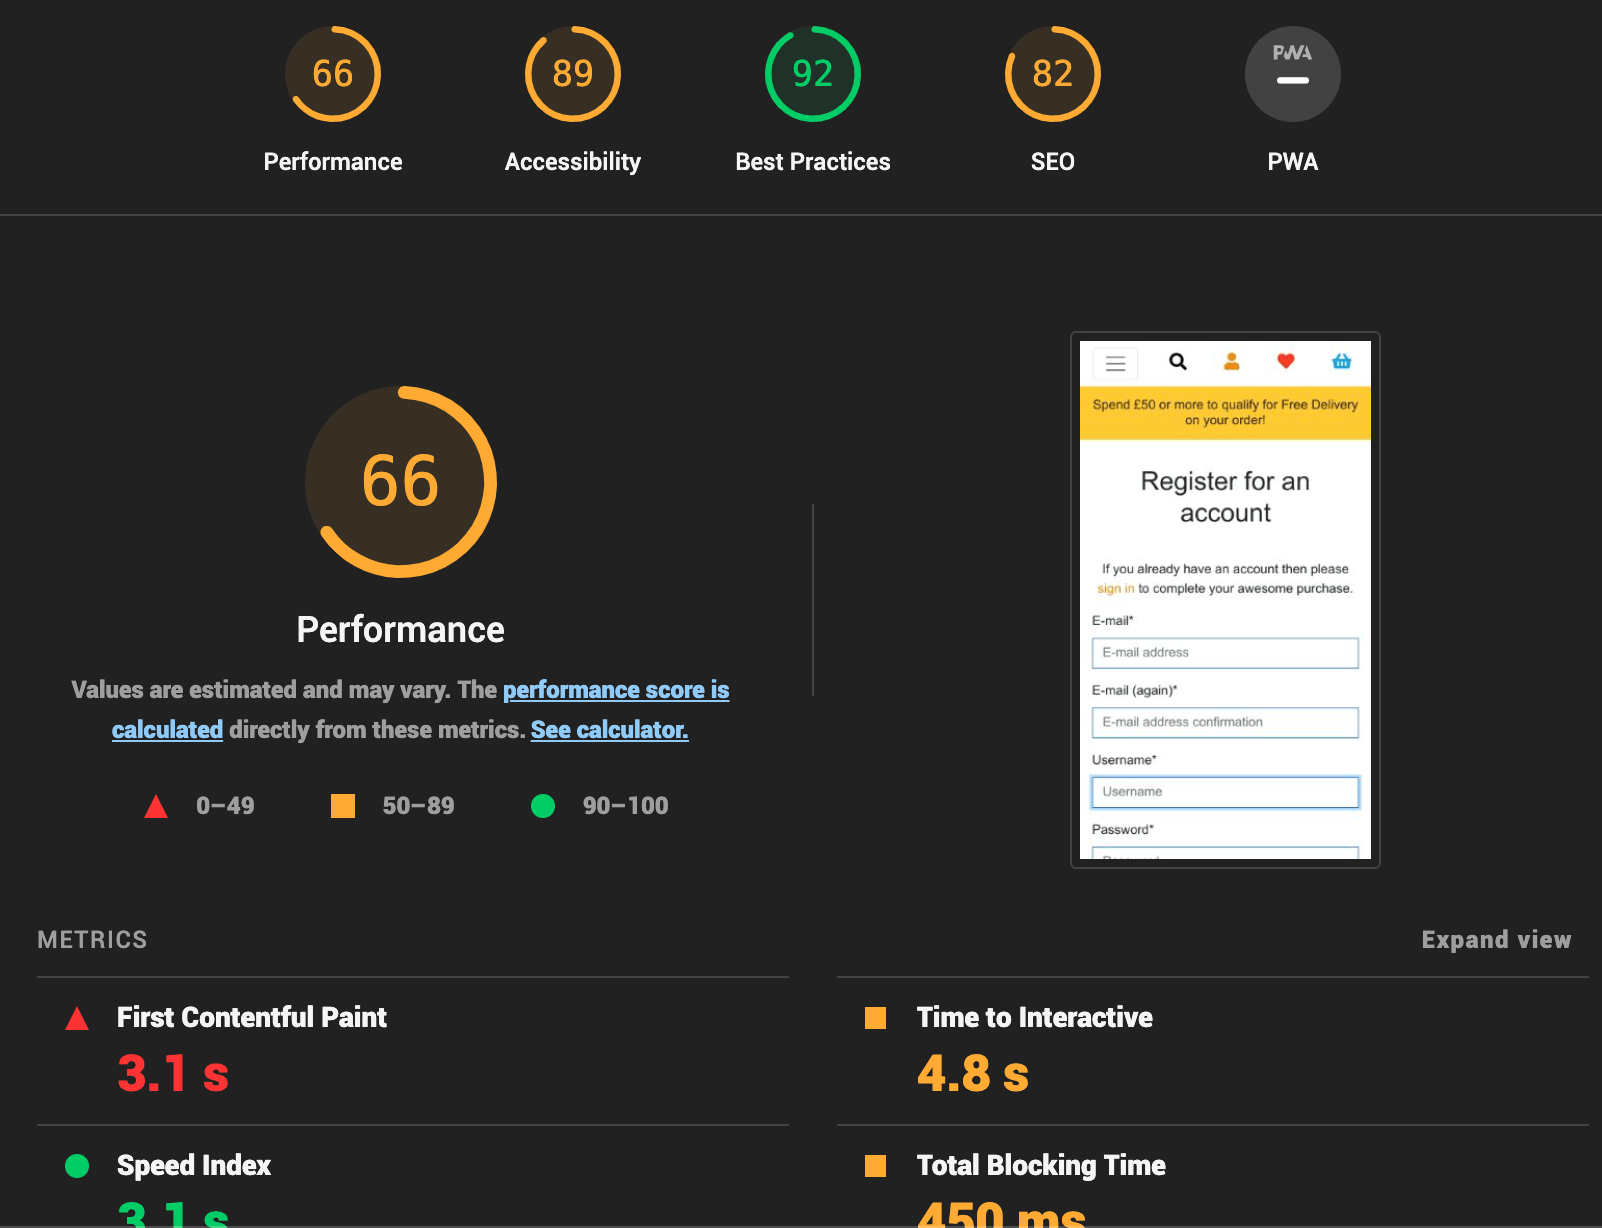 66
89
92
82
PWA
Performance
Accessibility
Best Practices
SEO
PWA
66
Performance
Values are estimated and may vary. The performance score is
calculated directly from these metrics. See calculator.
0–49
50–89
90–100
Spend £50 or more to qualify for Free Delivery
on your order!
Register for an
account
If you already have an account then please
sign in to complete your awesome purchase.
E-mail*
E-mail address
E-mail (again)*
E-mail address confirmation
Username*
Username
Password*
Password
METRICS
Expand view
First Contentful Paint
3.1 s
Time to Interactive
4.8 s
Speed Index
3.1 s
Total Blocking Time
450 ms